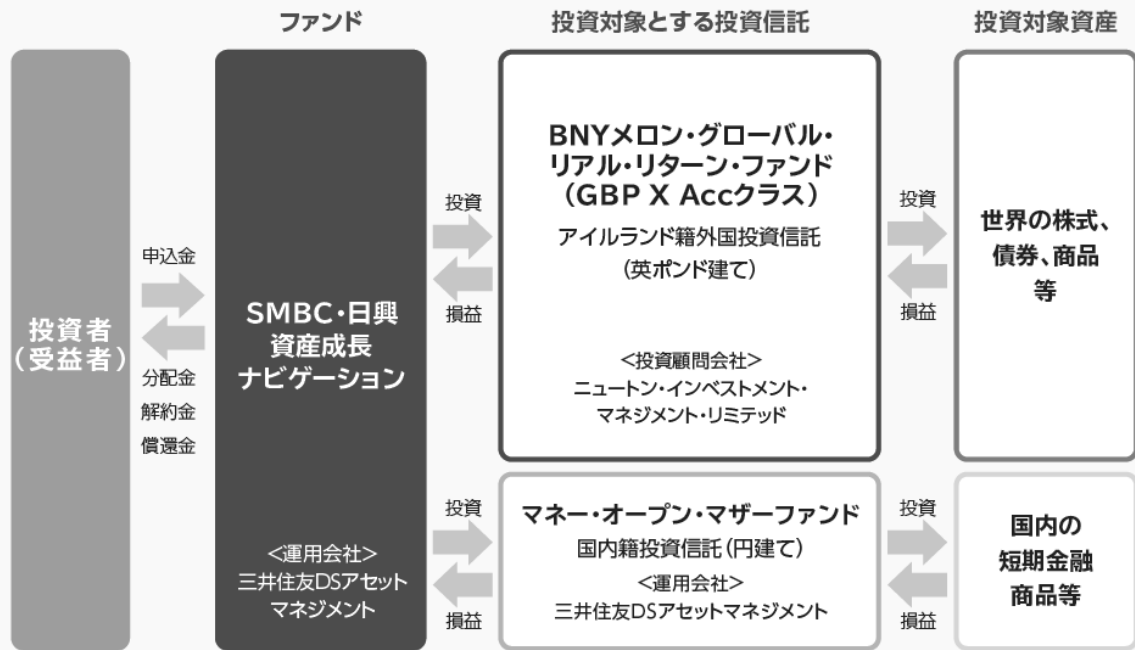 ファンド
投資対象とする投資信託
投資対象資産
投資者
（受益者）
申込金
分配金
解約金
償還金
SMBC・日興
資産成長
ナビゲーション
<運用会社>
三井住友DSアセット
マネジメント
投資
損益
BNYメロン・グローバル・
リアル・リターン・ファンド
（GBP X Accクラス）
アイルランド籍外国投資信託
（英ポンド建て）
<投資顧問会社>
ニュートン・インベストメント・
マネジメント・リミテッド
投資
損益
世界の株式、
債券、商品
等
投資
損益
マネー・オープン・マザーファンド
国内籍投資信託（円建て）
<運用会社>
三井住友DSアセットマネジメント
投資
損益
国内の
短期金融
商品等